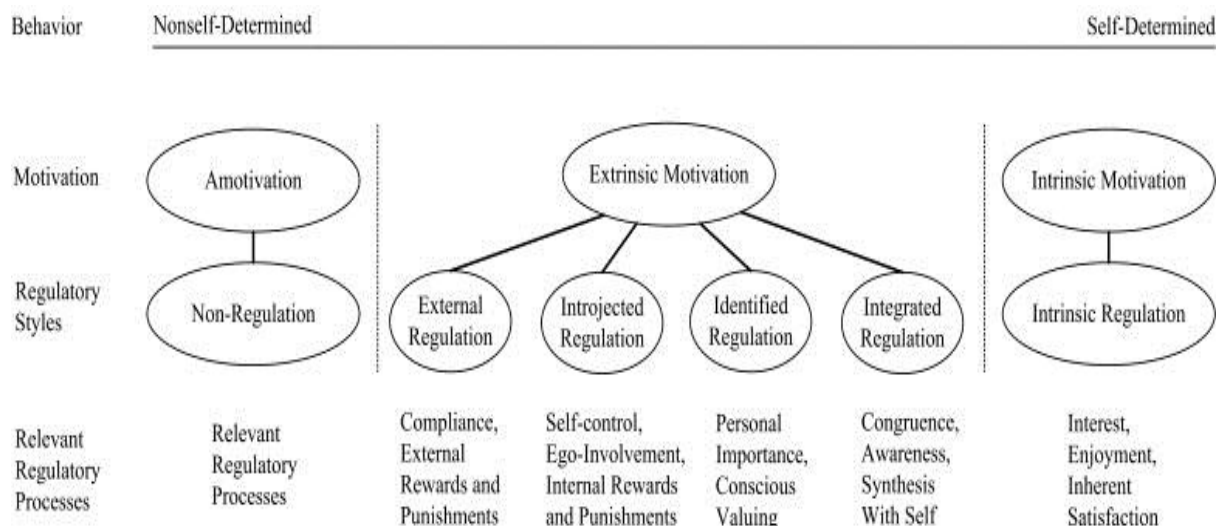 Behavior
Nonself-Determined
Self-Determined
Motivation
Amotivation
Extrinsic Motivation
Intrinsic Motivation
Regulatory
Styles
Non-Regulation
External
Regulation
Introjected
Regulation
Identified
Regulation
Integrated
Regulation
Intrinsic Regulation
Relevant
Regulatory
Processes
Relevant
Regulatory
Processes
Compliance,
External
Rewards and
Punishments
Self-control,
Ego-Involvement,
Internal Rewards
and Punishments
Personal
Importance,
Conscious
Valuing
Congruence,
Awareness,
Synthesis
With Self
Interest,
Enjoyment,
Inherent
Satisfaction